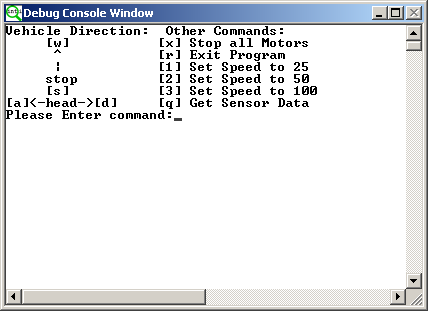 Debug Console Window
Vehicle Direction:  Other Commands:
     [w]           [x] Stop all Motors
      ^            [r] Exit Program
      ¦            [1] Set Speed to 25
     stop          [2] Set Speed to 50
     [s]           [3] Set Speed to 100
[a]<-head->[d]     [q] Get Sensor Data
Please Enter command:_